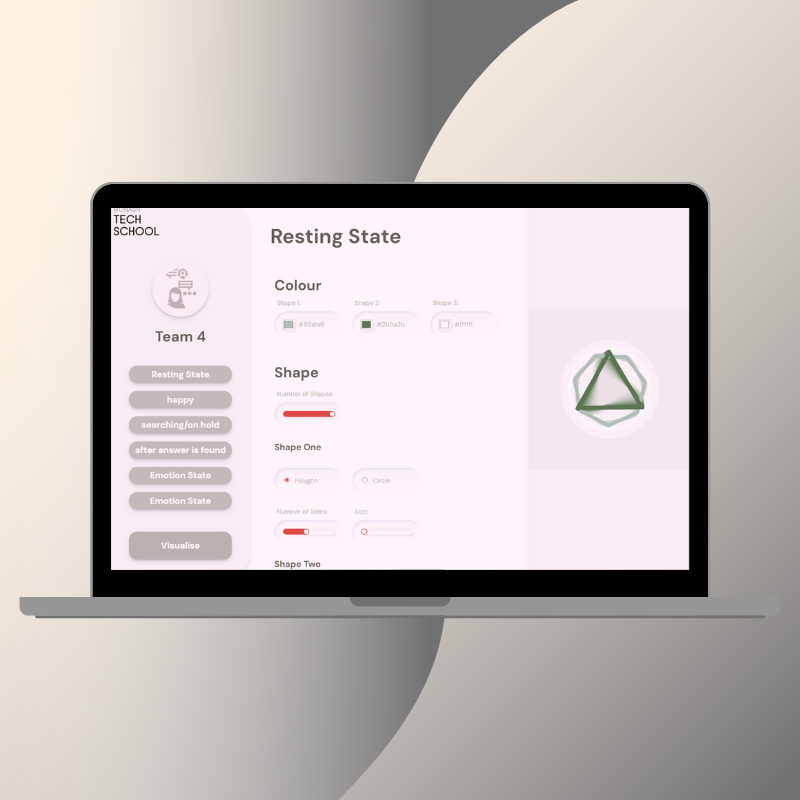 MONASH
TECH
SCHOOL
Team 4
Resting State
happy
searching/on hold
after answer is found
Emotion State
Emotion State
Visualise
Resting State
Colour
Shape 1:
Shape 2:
Shape 3:
#92afa6
#2b5a2b
#ffffff
Shape
Number of Shapes:
Shape One
Polygon
Circle
Number of Sides:
Size:
Shape Two